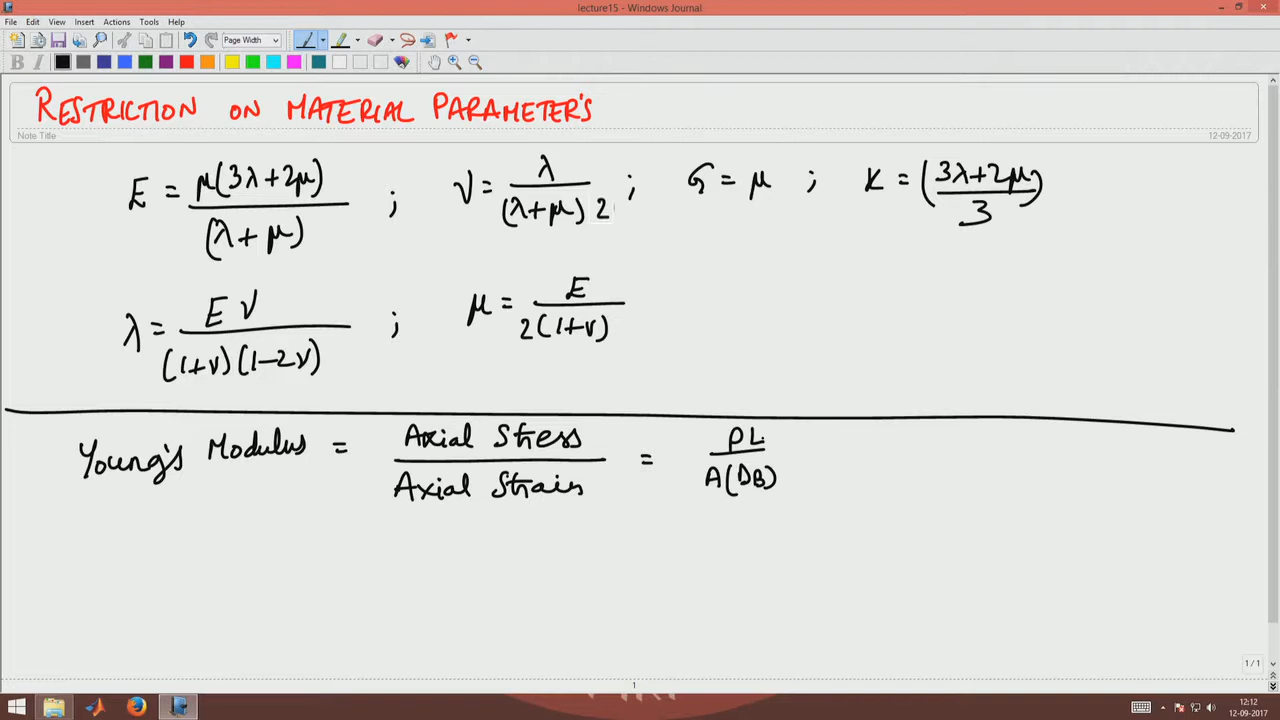 lecture15 - Windows Journal
File Edit View Insert Actions Tools Help
Page Width
B I
RESTRICTION ON MATERIAL PARAMETER'S
Note Title
12-09-2017
E = μ(3λ+2μ) / (λ+μ) ; ν = λ / (λ+μ) 2 ; G = μ ; K = (3λ+2μ / 3)
λ = E ν / (1+ν)(1-2ν) ; μ = E / 2(1+ν)
Young's Modulus = Axial Stress / Axial Strain = PL / A(DB)
1/1
1
12:12
12-09-2017